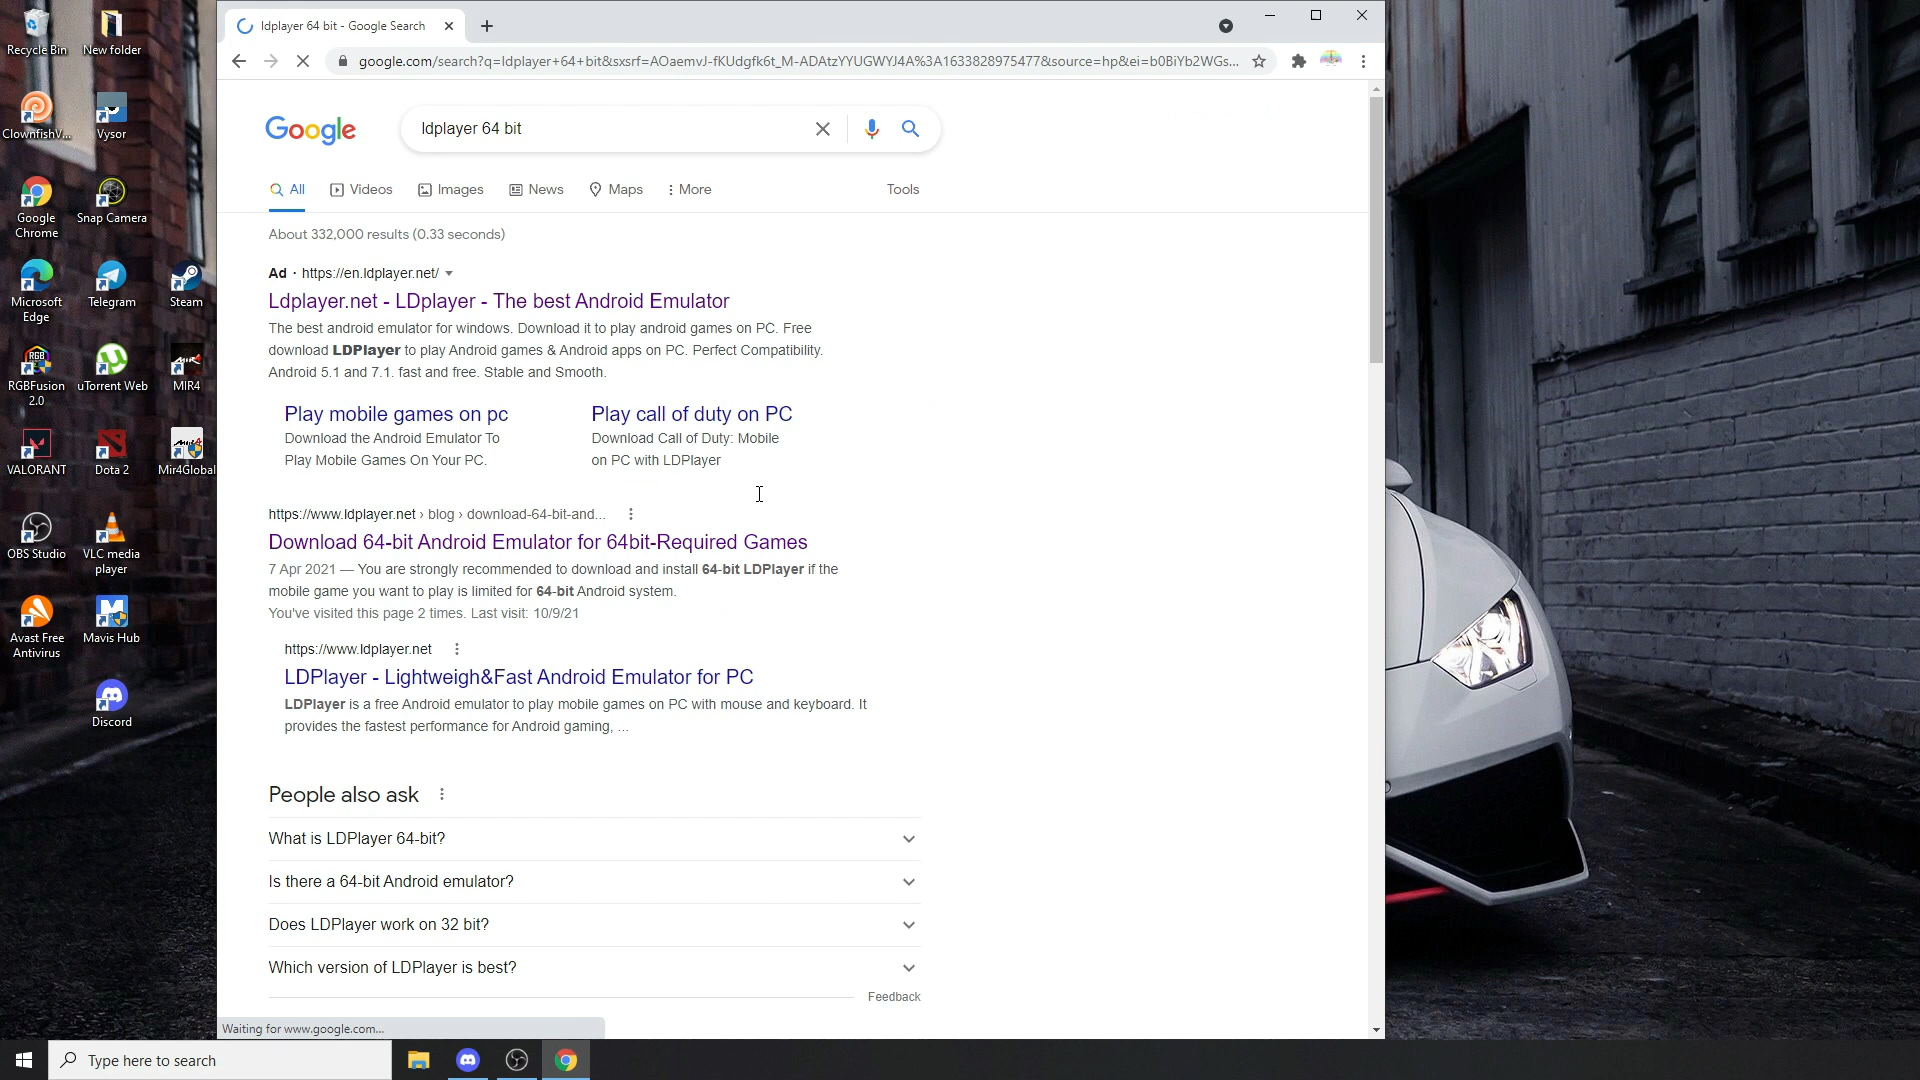 Recycle Bin
New folder
ClownfishV...
Vysor
Google
Chrome
Snap Camera
Microsoft
Edge
Telegram
Steam
RGBFusion
2.0
uTorrent Web
MIR4
VALORANT
Dota 2
Mir4Global
OBS Studio
VLC media
player
Avast Free
Antivirus
Mavis Hub
Discord
ldplayer 64 bit - Google Search
google.com/search?q=ldplayer+64+bit&sxsrf=AOaemvJ-fKUdgfk6t_M-ADAtzYYUGWYJ4A%3A1633828975477&source=hp&ei=b0BiYb2WGs...
Google
ldplayer 64 bit
All
Videos
Images
News
Maps
More
Tools
About 332,000 results (0.33 seconds)
Ad · https://en.ldplayer.net/
Ldplayer.net - LDplayer - The best Android Emulator
The best android emulator for windows. Download it to play android games on PC. Free
download LDPlayer to play Android games & Android apps on PC. Perfect Compatibility.
Android 5.1 and 7.1. fast and free. Stable and Smooth.
Play mobile games on pc
Download the Android Emulator To
Play Mobile Games On Your PC.
Play call of duty on PC
Download Call of Duty: Mobile
on PC with LDPlayer
https://www.ldplayer.net › blog › download-64-bit-and...
Download 64-bit Android Emulator for 64bit-Required Games
7 Apr 2021 — You are strongly recommended to download and install 64-bit LDPlayer if the
mobile game you want to play is limited for 64-bit Android system.
You've visited this page 2 times. Last visit: 10/9/21
https://www.ldplayer.net
LDPlayer - Lightweigh&Fast Android Emulator for PC
LDPlayer is a free Android emulator to play mobile games on PC with mouse and keyboard. It
provides the fastest performance for Android gaming, ...
People also ask
What is LDPlayer 64-bit?
Is there a 64-bit Android emulator?
Does LDPlayer work on 32 bit?
Which version of LDPlayer is best?
Feedback
Waiting for www.google.com...
Type here to search